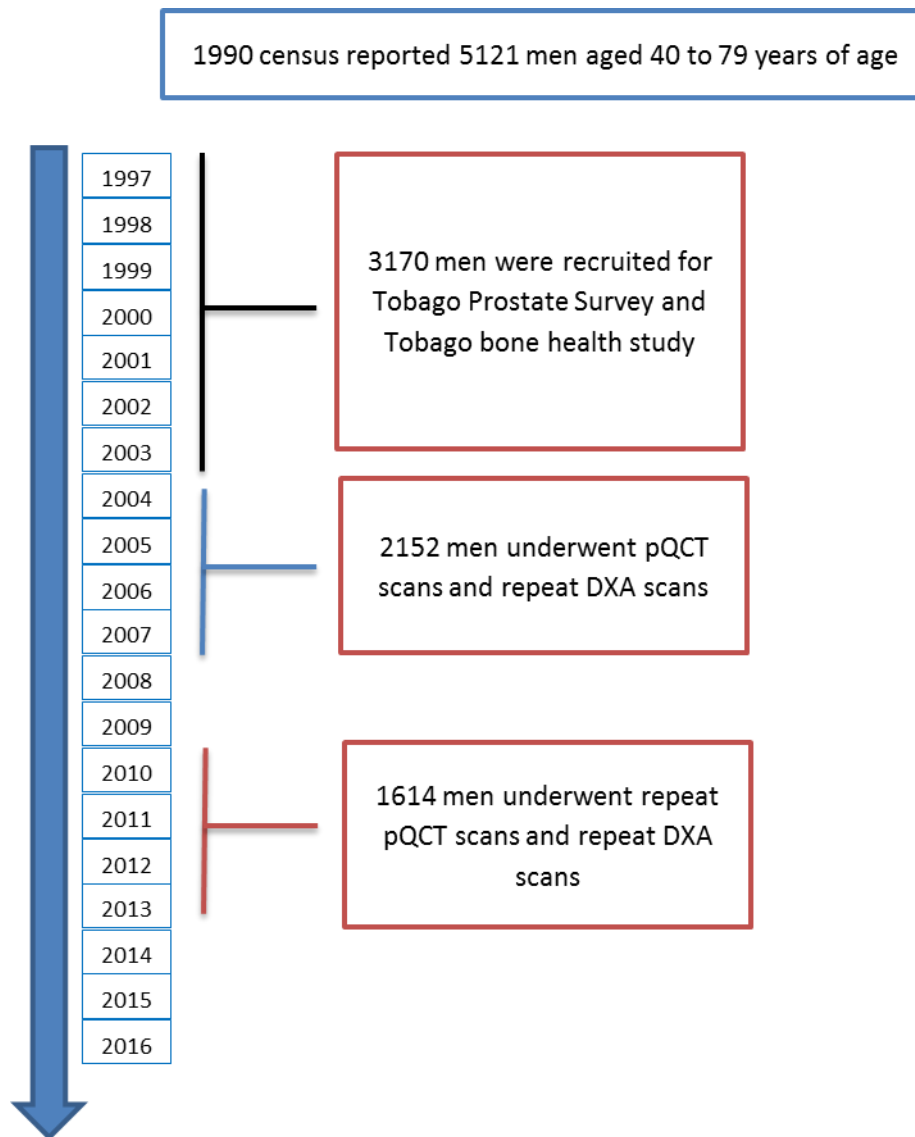 1990 census reported 5121 men aged 40 to 79 years of age
1997
1998
1999
2000
2001
2002
2003
3170 men were recruited for
Tobago Prostate Survey and
Tobago bone health study
2004
2005
2006
2007
2152 men underwent pQCT
scans and repeat DXA scans
2008
2009
2010
2011
2012
2013
1614 men underwent repeat
pQCT scans and repeat DXA
scans
2014
2015
2016